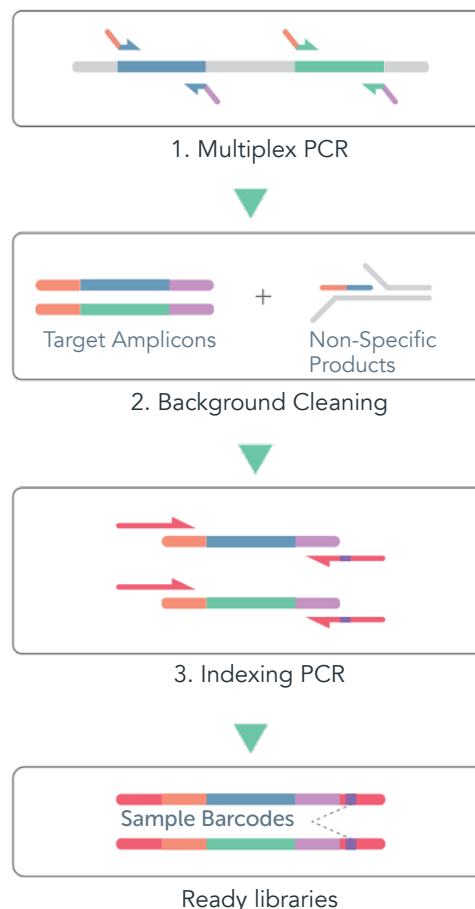 1. Multiplex PCR
+
Target Amplicons
Non-Specific
Products
2. Background Cleaning
3. Indexing PCR
Sample Barcodes
Ready libraries